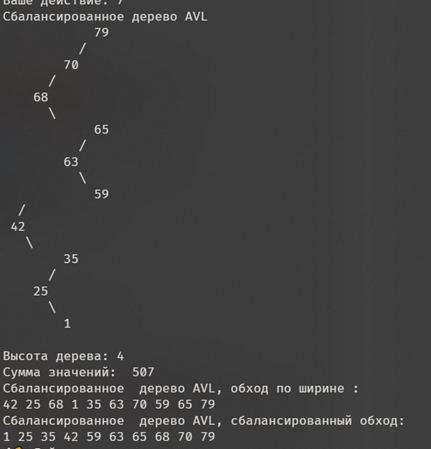 Ваше действие: 7
Сбалансированное дерево AVL
79
/
70
/
68
\
65
/
63
\
59
/
42
\
35
/
25
\
1
Высота дерева: 4
Сумма значений:  507
Сбалансированное  дерево AVL, обход по ширине :
42 25 68 1 35 63 70 59 65 79
Сбалансированное  дерево AVL, сбалансированный обход:
1 25 35 42 59 63 65 68 70 79